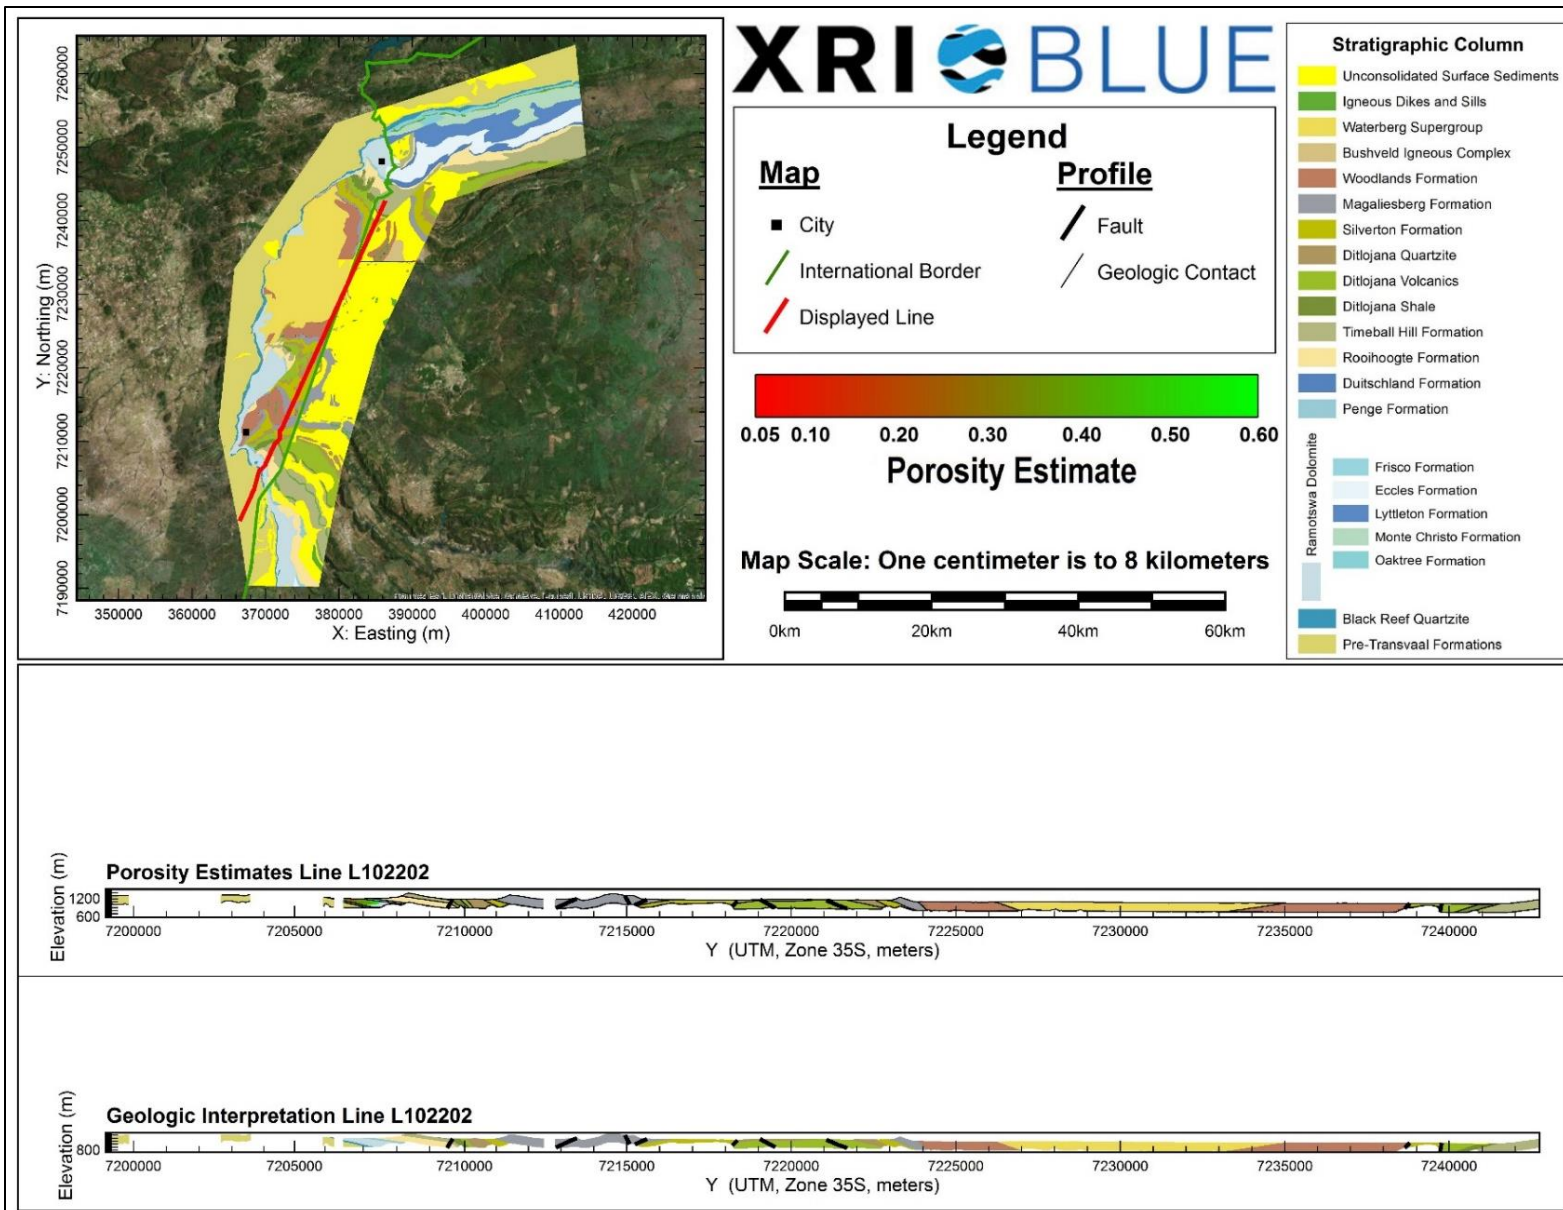 XRI BLUE
7260000
7250000
7240000
7230000
7220000
7210000
7200000
7190000
Y: Northing (m)
350000 360000 370000 380000 390000 400000 410000 420000
X: Easting (m)
Legend
Map
City
International Border
Displayed Line
Profile
Fault
Geologic Contact
0.05 0.10 0.20 0.30 0.40 0.50 0.60
Porosity Estimate
Map Scale: One centimeter is to 8 kilometers
0km 20km 40km 60km
Stratigraphic Column
Unconsolidated Surface Sediments
Igneous Dikes and Sills
Waterberg Supergroup
Bushveld Igneous Complex
Woodlands Formation
Magaliesberg Formation
Silverton Formation
Ditlojana Quartzite
Ditlojana Volcanics
Ditlojana Shale
Timeball Hill Formation
Rooihoogte Formation
Duitschland Formation
Penge Formation
Ramotswa Dolomite
Frisco Formation
Eccles Formation
Lyttleton Formation
Monte Christo Formation
Oaktree Formation
Black Reef Quartzite
Pre-Transvaal Formations
Porosity Estimates Line L102202
Elevation (m)
1200
600
7200000 7205000 7210000 7215000 7220000 7225000 7230000 7235000 7240000
Y (UTM, Zone 35S, meters)
Geologic Interpretation Line L102202
Elevation (m)
800
7200000 7205000 7210000 7215000 7220000 7225000 7230000 7235000 7240000
Y (UTM, Zone 35S, meters)